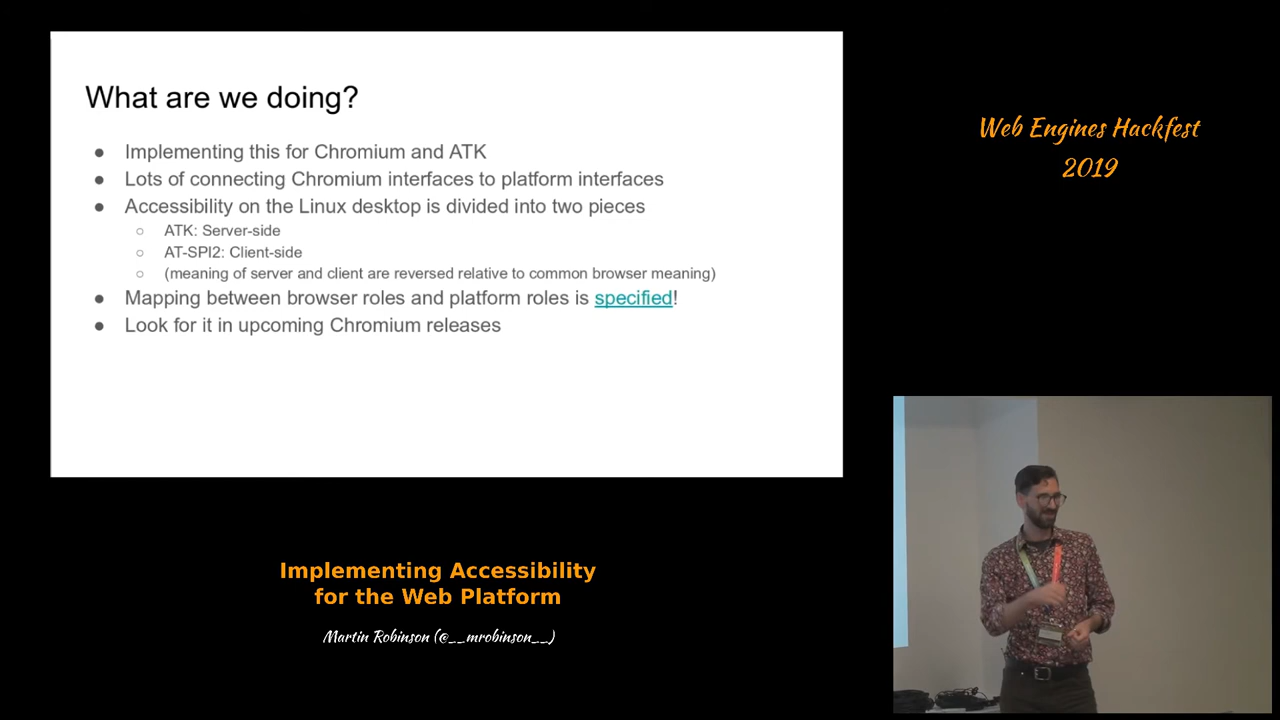 What are we doing?
● Implementing this for Chromium and ATK
● Lots of connecting Chromium interfaces to platform interfaces
● Accessibility on the Linux desktop is divided into two pieces
○ ATK: Server-side
○ AT-SPI2: Client-side
○ (meaning of server and client are reversed relative to common browser meaning)
● Mapping between browser roles and platform roles is specified!
● Look for it in upcoming Chromium releases
Web Engines Hackfest
2019
Implementing Accessibility
for the Web Platform
Martin Robinson (@__mrobinson__)